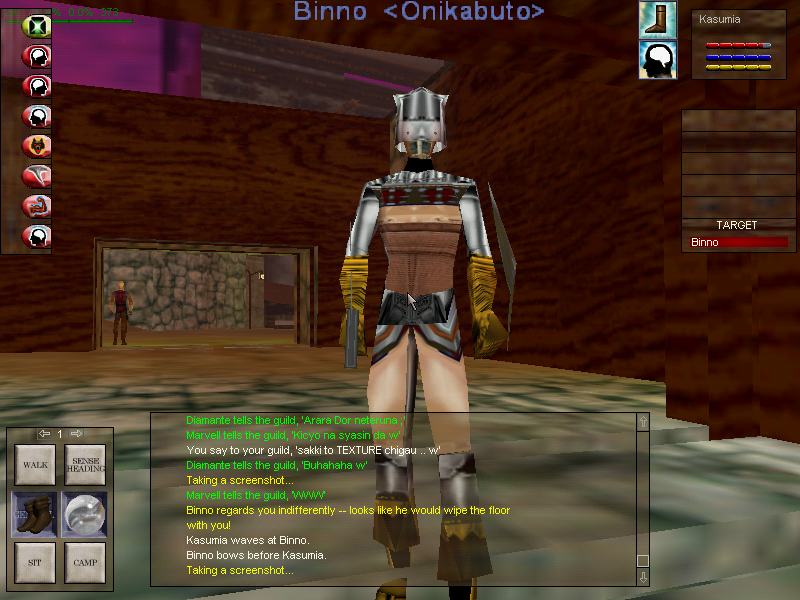 Binno <Onikabuto>
Kasumia
TARGET
Binno
1
WALK
SENSE
HEADING
SIT
CAMP
Diamante tells the guild, 'Arara Dor neteruna ;'
Marvell tells the guild, 'Kicyo na syasin da w'
You say to your guild, 'sakki to TEXTURE chigau .. w'
Diamante tells the guild, 'Buhahaha w'
Taking a screenshot...
Marvell tells the guild, 'WWW'
Binno regards you indifferently -- looks like he would wipe the floor
with you!
Kasumia waves at Binno.
Binno bows before Kasumia.
Taking a screenshot...